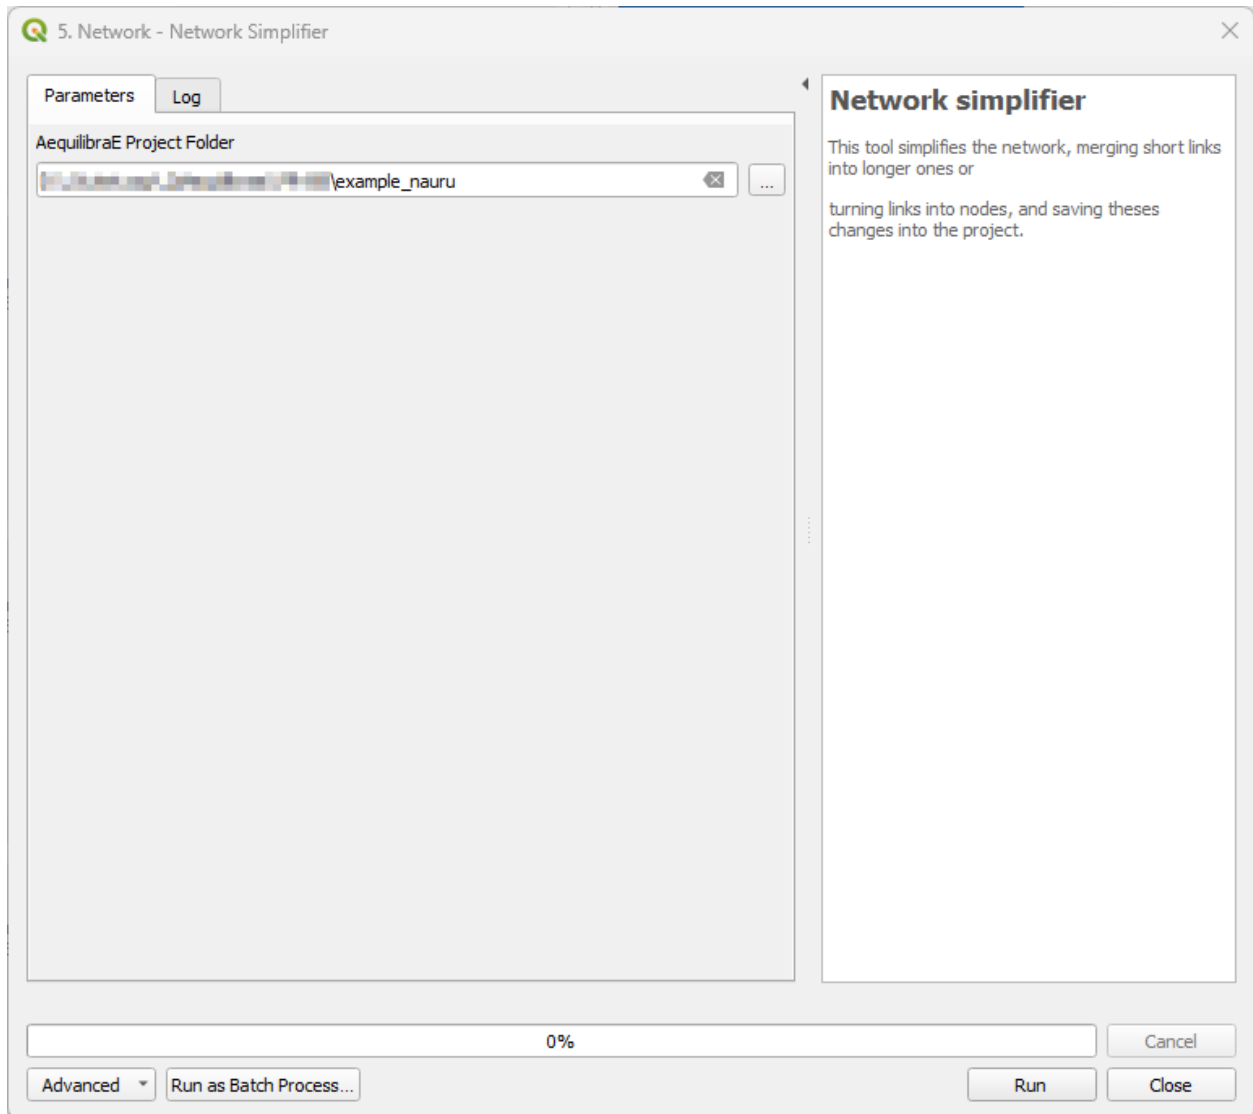 5. Network - Network Simplifier
Parameters
Log
AequilibraE Project Folder
\example_nauru
...
Network simplifier
This tool simplifies the network, merging short links
into longer ones or
turning links into nodes, and saving theses
changes into the project.
0%
Cancel
Advanced
Run as Batch Process...
Run
Close